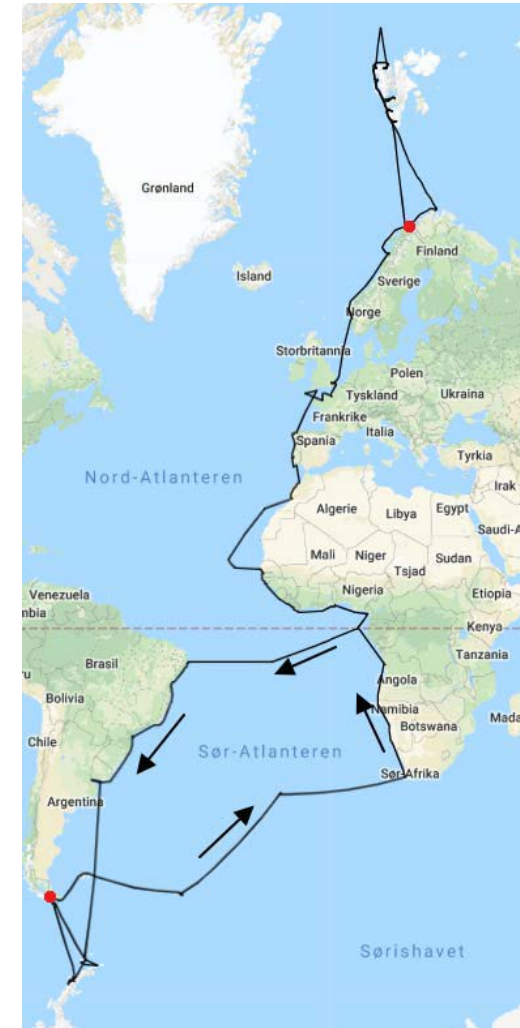 Grønland
Finland
Island
Sverige
Norge
Storbritannia
Polen
Tyskland
Ukraina
Frankrike
Italia
Spania
Tyrkia
Nord-Atlanteren
Irak
Algerie
Libya
Egypt
Saudi-A
Mali
Niger
Sudan
Tsjad
Nigeria
Etiopia
Venezuela
mbia
Kenya
Tanzania
Brasil
ru
Angola
Bolivia
Namibia
Mada
Botswana
Chile
Sør-Atlanteren
Sør-Afrika
Argentina
Sørishavet